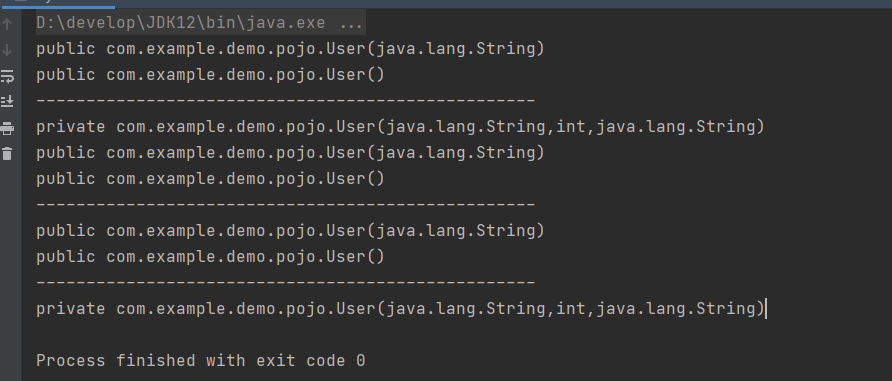 D:\develop\JDK12\bin\java.exe ...
public com.example.demo.pojo.User(java.lang.String)
public com.example.demo.pojo.User()
--------------------------------------------------
private com.example.demo.pojo.User(java.lang.String,int,java.lang.String)
public com.example.demo.pojo.User(java.lang.String)
public com.example.demo.pojo.User()
--------------------------------------------------
public com.example.demo.pojo.User(java.lang.String)
public com.example.demo.pojo.User()
--------------------------------------------------
private com.example.demo.pojo.User(java.lang.String,int,java.lang.String)
Process finished with exit code 0